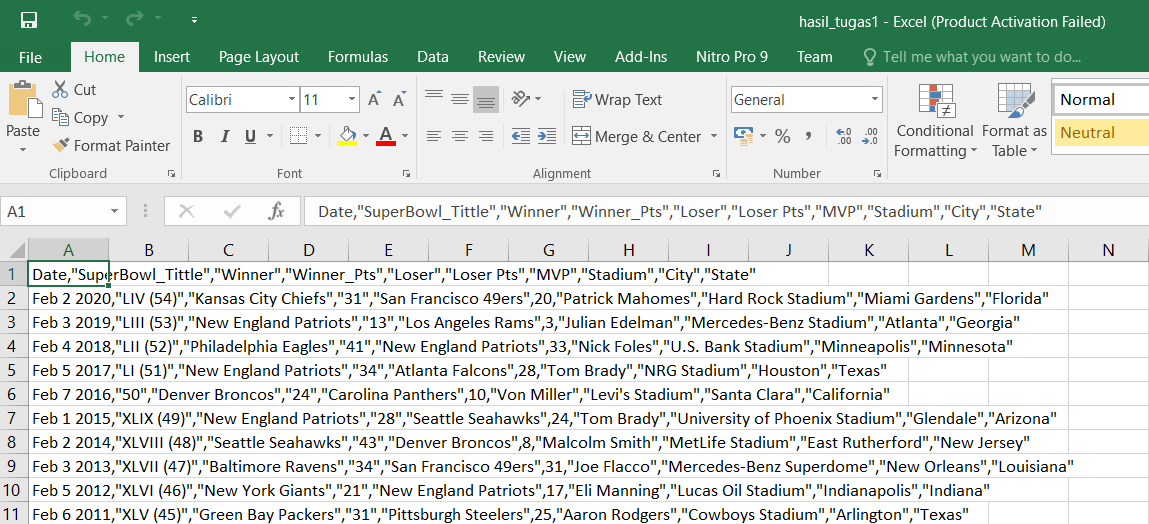 hasil_tugas1 - Excel (Product Activation Failed)
File Home Insert Page Layout Formulas Data Review View Add-Ins Nitro Pro 9 Team Tell me what you want to do...
Paste
Cut
Copy
Format Painter
Clipboard
Calibri 11
B I U
Font
Wrap Text
Merge & Center
Alignment
General
Number
Conditional Formatting
Format as Table
Normal
Neutral
A1 fx Date,"SuperBowl_Tittle","Winner","Winner_Pts","Loser","Loser Pts","MVP","Stadium","City","State"
A B C D E F G H I J K L M N
1 Date,"SuperBowl_Tittle","Winner","Winner_Pts","Loser","Loser Pts","MVP","Stadium","City","State"
2 Feb 2 2020,"LIV (54)","Kansas City Chiefs","31","San Francisco 49ers",20,"Patrick Mahomes","Hard Rock Stadium","Miami Gardens","Florida"
3 Feb 3 2019,"LIII (53)","New England Patriots","13","Los Angeles Rams",3,"Julian Edelman","Mercedes-Benz Stadium","Atlanta","Georgia"
4 Feb 4 2018,"LII (52)","Philadelphia Eagles","41","New England Patriots",33,"Nick Foles","U.S. Bank Stadium","Minneapolis","Minnesota"
5 Feb 5 2017,"LI (51)","New England Patriots","34","Atlanta Falcons",28,"Tom Brady","NRG Stadium","Houston","Texas"
6 Feb 7 2016,"50","Denver Broncos","24","Carolina Panthers",10,"Von Miller","Levi's Stadium","Santa Clara","California"
7 Feb 1 2015,"XLIX (49)","New England Patriots","28","Seattle Seahawks",24,"Tom Brady","University of Phoenix Stadium","Glendale","Arizona"
8 Feb 2 2014,"XLVIII (48)","Seattle Seahawks","43","Denver Broncos",8,"Malcolm Smith","MetLife Stadium","East Rutherford","New Jersey"
9 Feb 3 2013,"XLVII (47)","Baltimore Ravens","34","San Francisco 49ers",31,"Joe Flacco","Mercedes-Benz Superdome","New Orleans","Louisiana"
10 Feb 5 2012,"XLVI (46)","New York Giants","21","New England Patriots",17,"Eli Manning","Lucas Oil Stadium","Indianapolis","Indiana"
11 Feb 6 2011,"XLV (45)","Green Bay Packers","31","Pittsburgh Steelers",25,"Aaron Rodgers","Cowboys Stadium","Arlington","Texas"